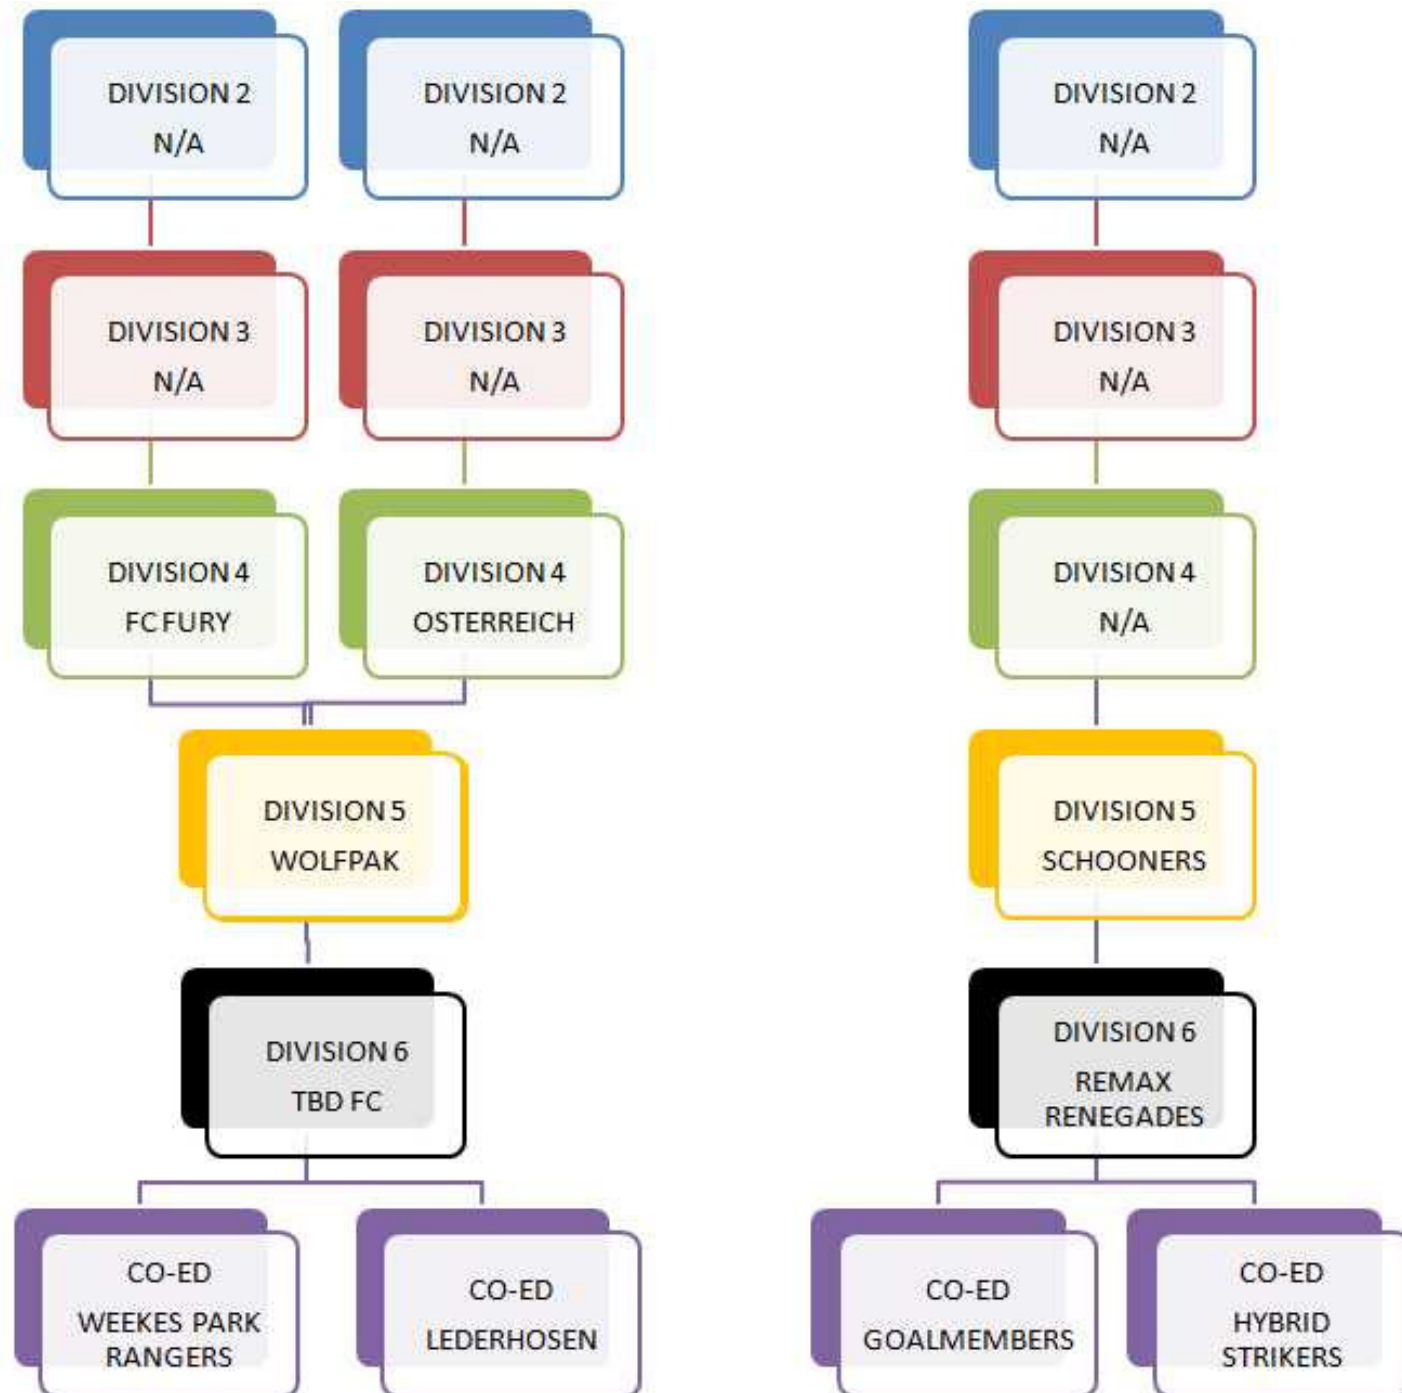 DIVISION 2
N/A
DIVISION 2
N/A
DIVISION 2
N/A
DIVISION 3
N/A
DIVISION 3
N/A
DIVISION 3
N/A
DIVISION 4
FC FURY
DIVISION 4
OSTERREICH
DIVISION 4
N/A
DIVISION 5
WOLFPAK
DIVISION 5
SCHOONERS
DIVISION 6
TBD FC
DIVISION 6
REMAX
RENEGADES
CO-ED
WEEKES PARK
RANGERS
CO-ED
LEDERHOSEN
CO-ED
GOALMEMBERS
CO-ED
HYBRID
STRIKERS